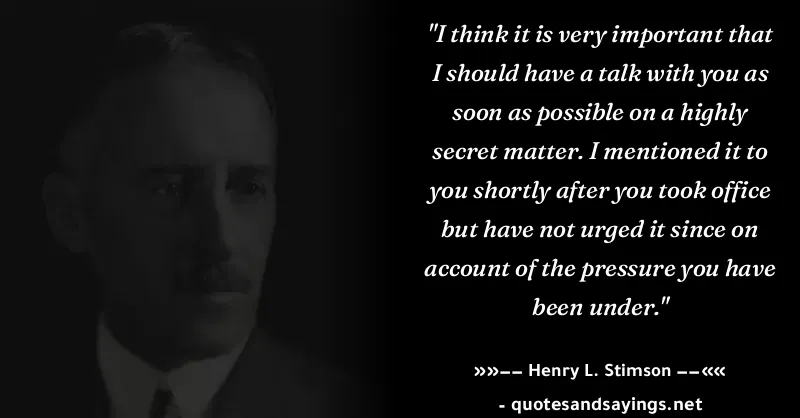 "I think it is very important that
I should have a talk with you as
soon as possible on a highly
secret matter. I mentioned it to
you shortly after you took office
but have not urged it since on
account of the pressure you have
been under."
»»—— Henry L. Stimson ——««
- quotesandsayings.net